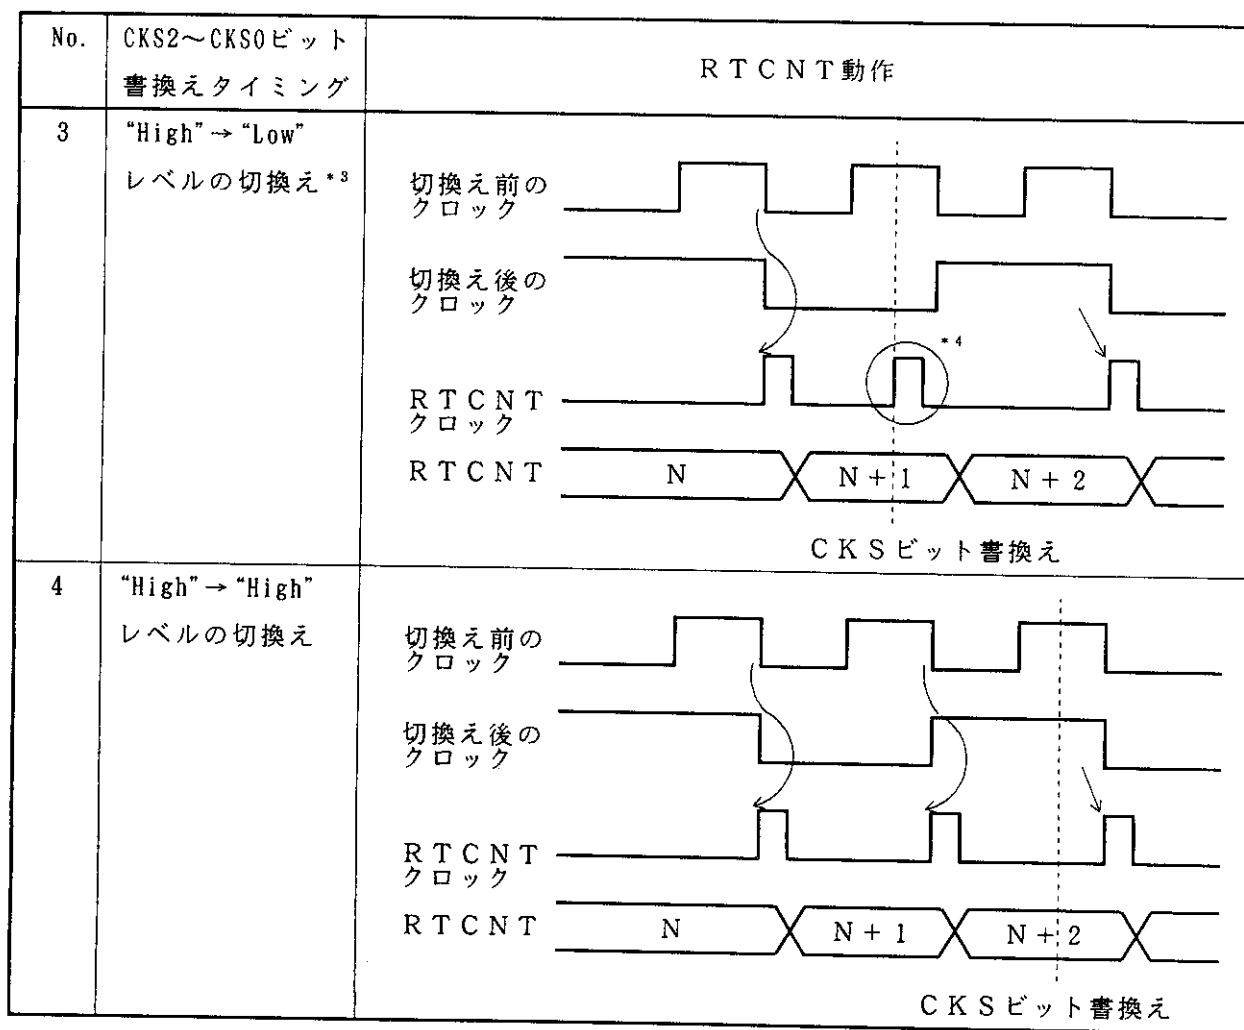 No.
CKS2～CKS0ビット
書換えタイミング
RTCNT動作
3
“High”→“Low”
レベルの切換え*3
切換え前の
クロック
切換え後の
クロック
*4
RTCNT
クロック
RTCNT
N
N+1
N+2
CKSビット書換え
4
“High”→“High”
レベルの切換え
切換え前の
クロック
切換え後の
クロック
RTCNT
クロック
RTCNT
N
N+1
N+2
CKSビット書換え